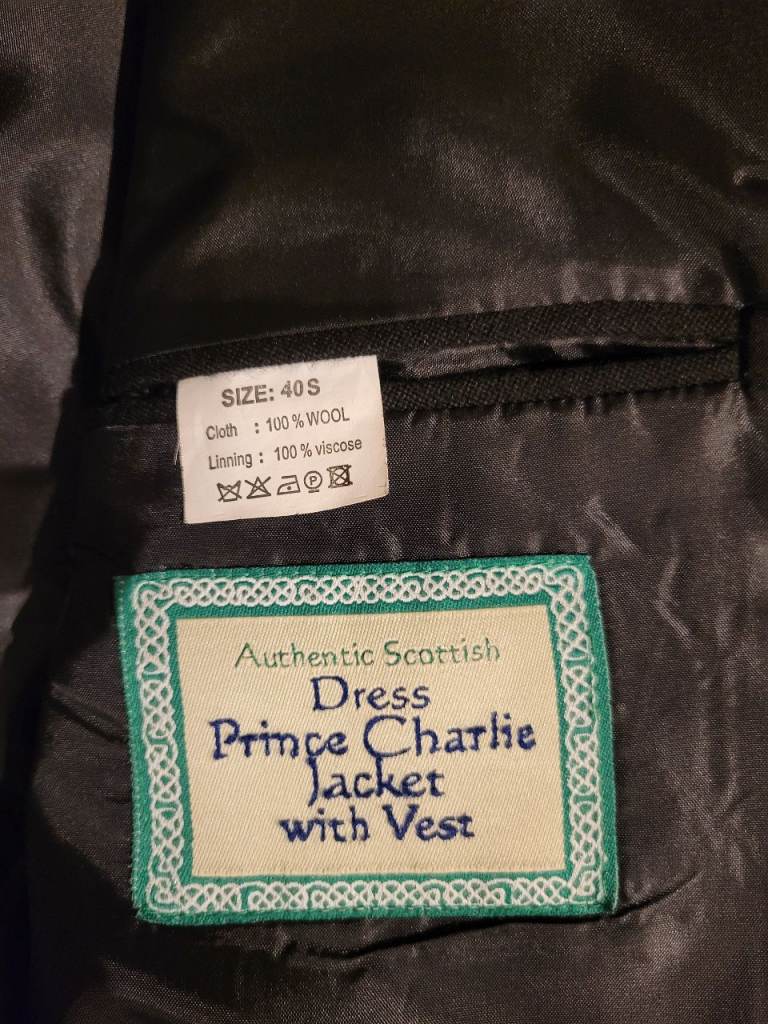 SIZE: 40 S
Cloth : 100 % WOOL
Linning : 100 % viscose
P
Authentic Scottish
Dress
Prince Charlie
Jacket
with Vest